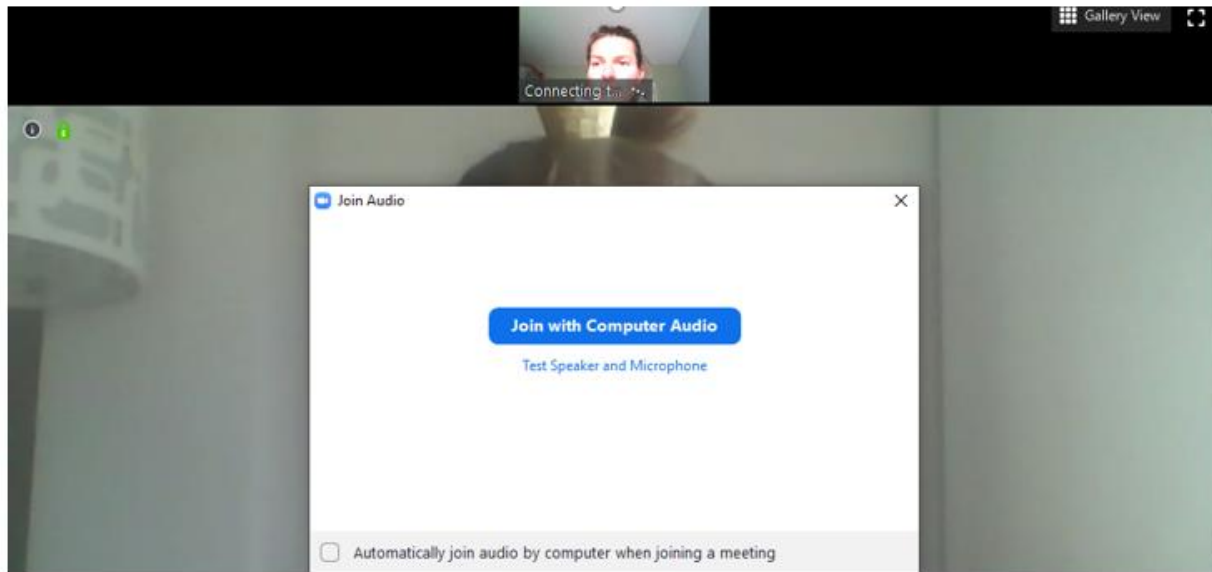 Gallery View
Connecting t...
Join Audio
Join with Computer Audio
Test Speaker and Microphone
Automatically join audio by computer when joining a meeting